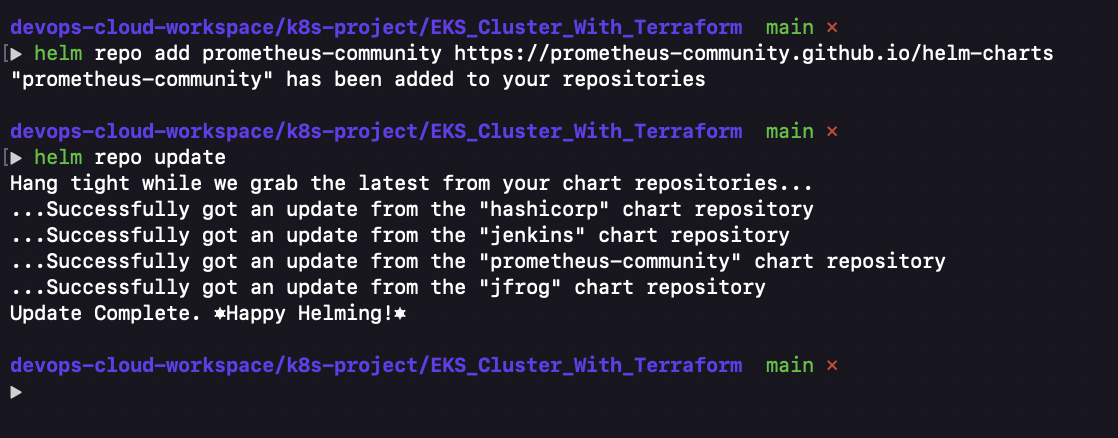 devops-cloud-workspace/k8s-project/EKS_Cluster_With_Terraform main ×
[▶ helm repo add prometheus-community https://prometheus-community.github.io/helm-charts
"prometheus-community" has been added to your repositories
devops-cloud-workspace/k8s-project/EKS_Cluster_With_Terraform main ×
[▶ helm repo update
Hang tight while we grab the latest from your chart repositories...
...Successfully got an update from the "hashicorp" chart repository
...Successfully got an update from the "jenkins" chart repository
...Successfully got an update from the "prometheus-community" chart repository
...Successfully got an update from the "jfrog" chart repository
Update Complete. ⎈Happy Helming!⎈
devops-cloud-workspace/k8s-project/EKS_Cluster_With_Terraform main ×
▶